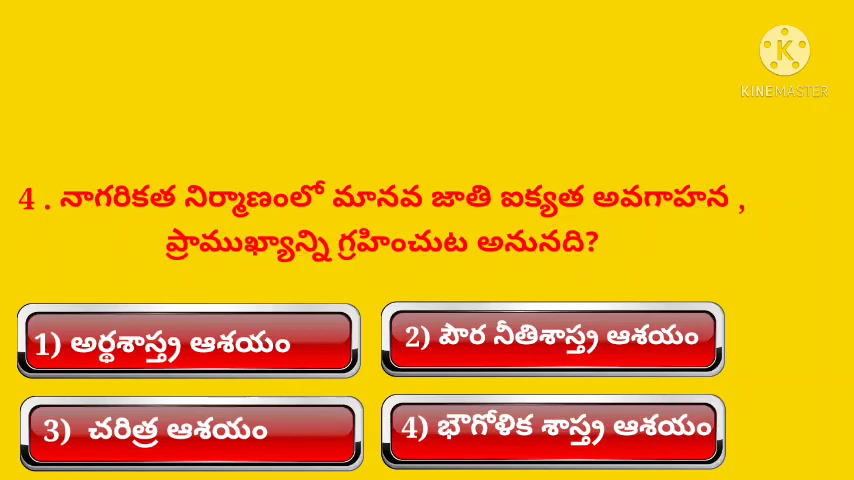 KINEMASTER
4 . నాగరికత నిర్మాణంలో మానవ జాతి ఐక్యత అవగాహన ,
ప్రాముఖ్యాన్ని గ్రహించుట అనునది?
1) అర్థశాస్త్ర ఆశయం
2) పౌర నీతిశాస్త్ర ఆశయం
3) చరిత్ర ఆశయం
4) భౌగోళిక శాస్త్ర ఆశయం